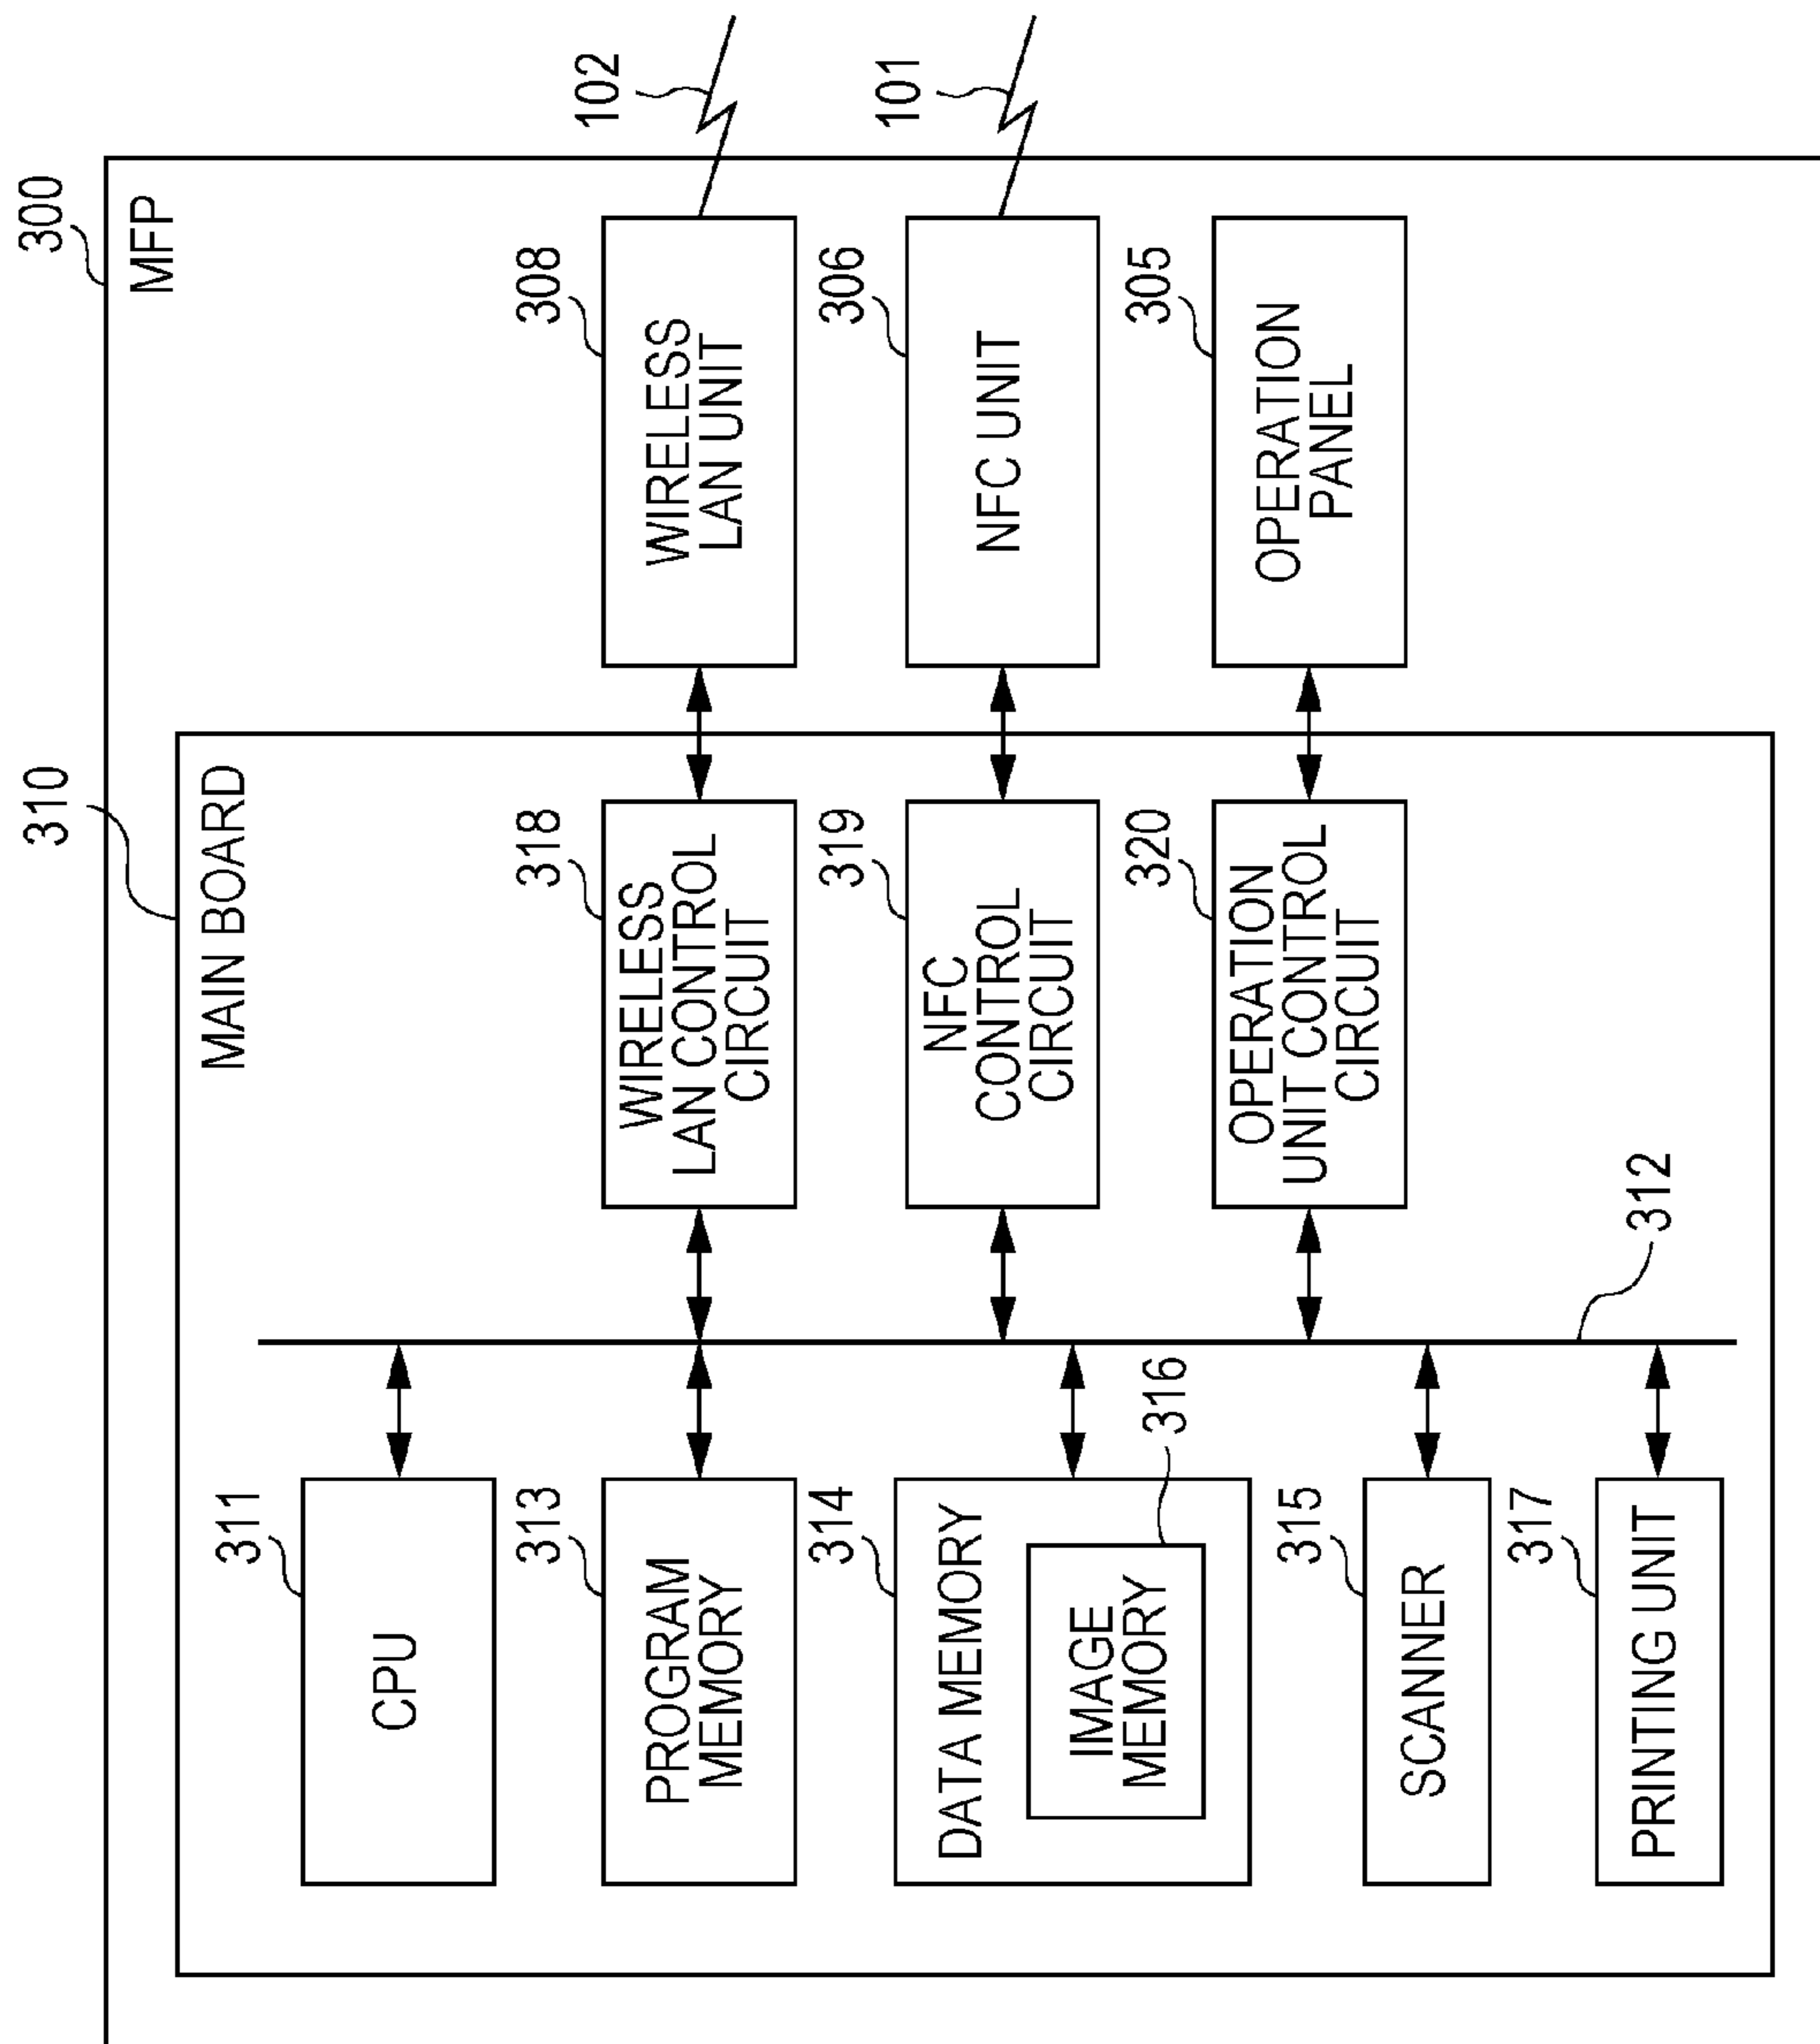 300
MFP
310
MAIN BOARD
311
CPU
313
PROGRAM
MEMORY
314
DATA MEMORY
316
IMAGE
MEMORY
315
SCANNER
317
PRINTING UNIT
312
318
WIRELESS
LAN CONTROL
CIRCUIT
319
NFC
CONTROL
CIRCUIT
320
OPERATION
UNIT CONTROL
CIRCUIT
308
WIRELESS
LAN UNIT
306
NFC UNIT
305
OPERATION
PANEL
102
101